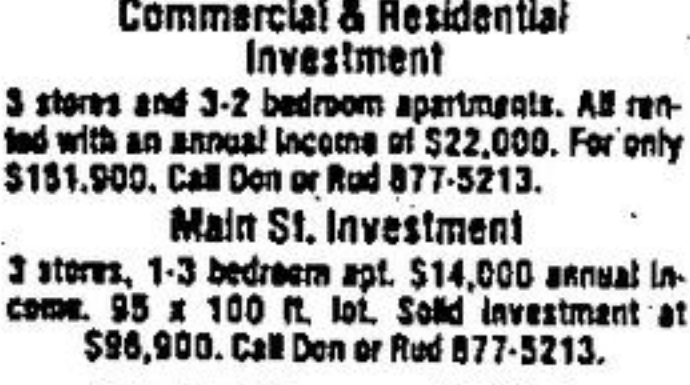 Commercial & Residential
Investment
3 stores and 3-2 bedroom apartments. All ren-
ted with an annual income of $22,000. For only
Call Don or Rud 877-5213.
Main St. Investment
3 stores, 1-3 bedroom apt. $14,000 annual in-
come. 95 x 100 ft. lot. Solid investment at
$96,900. Call Don or Rud 877-5213.